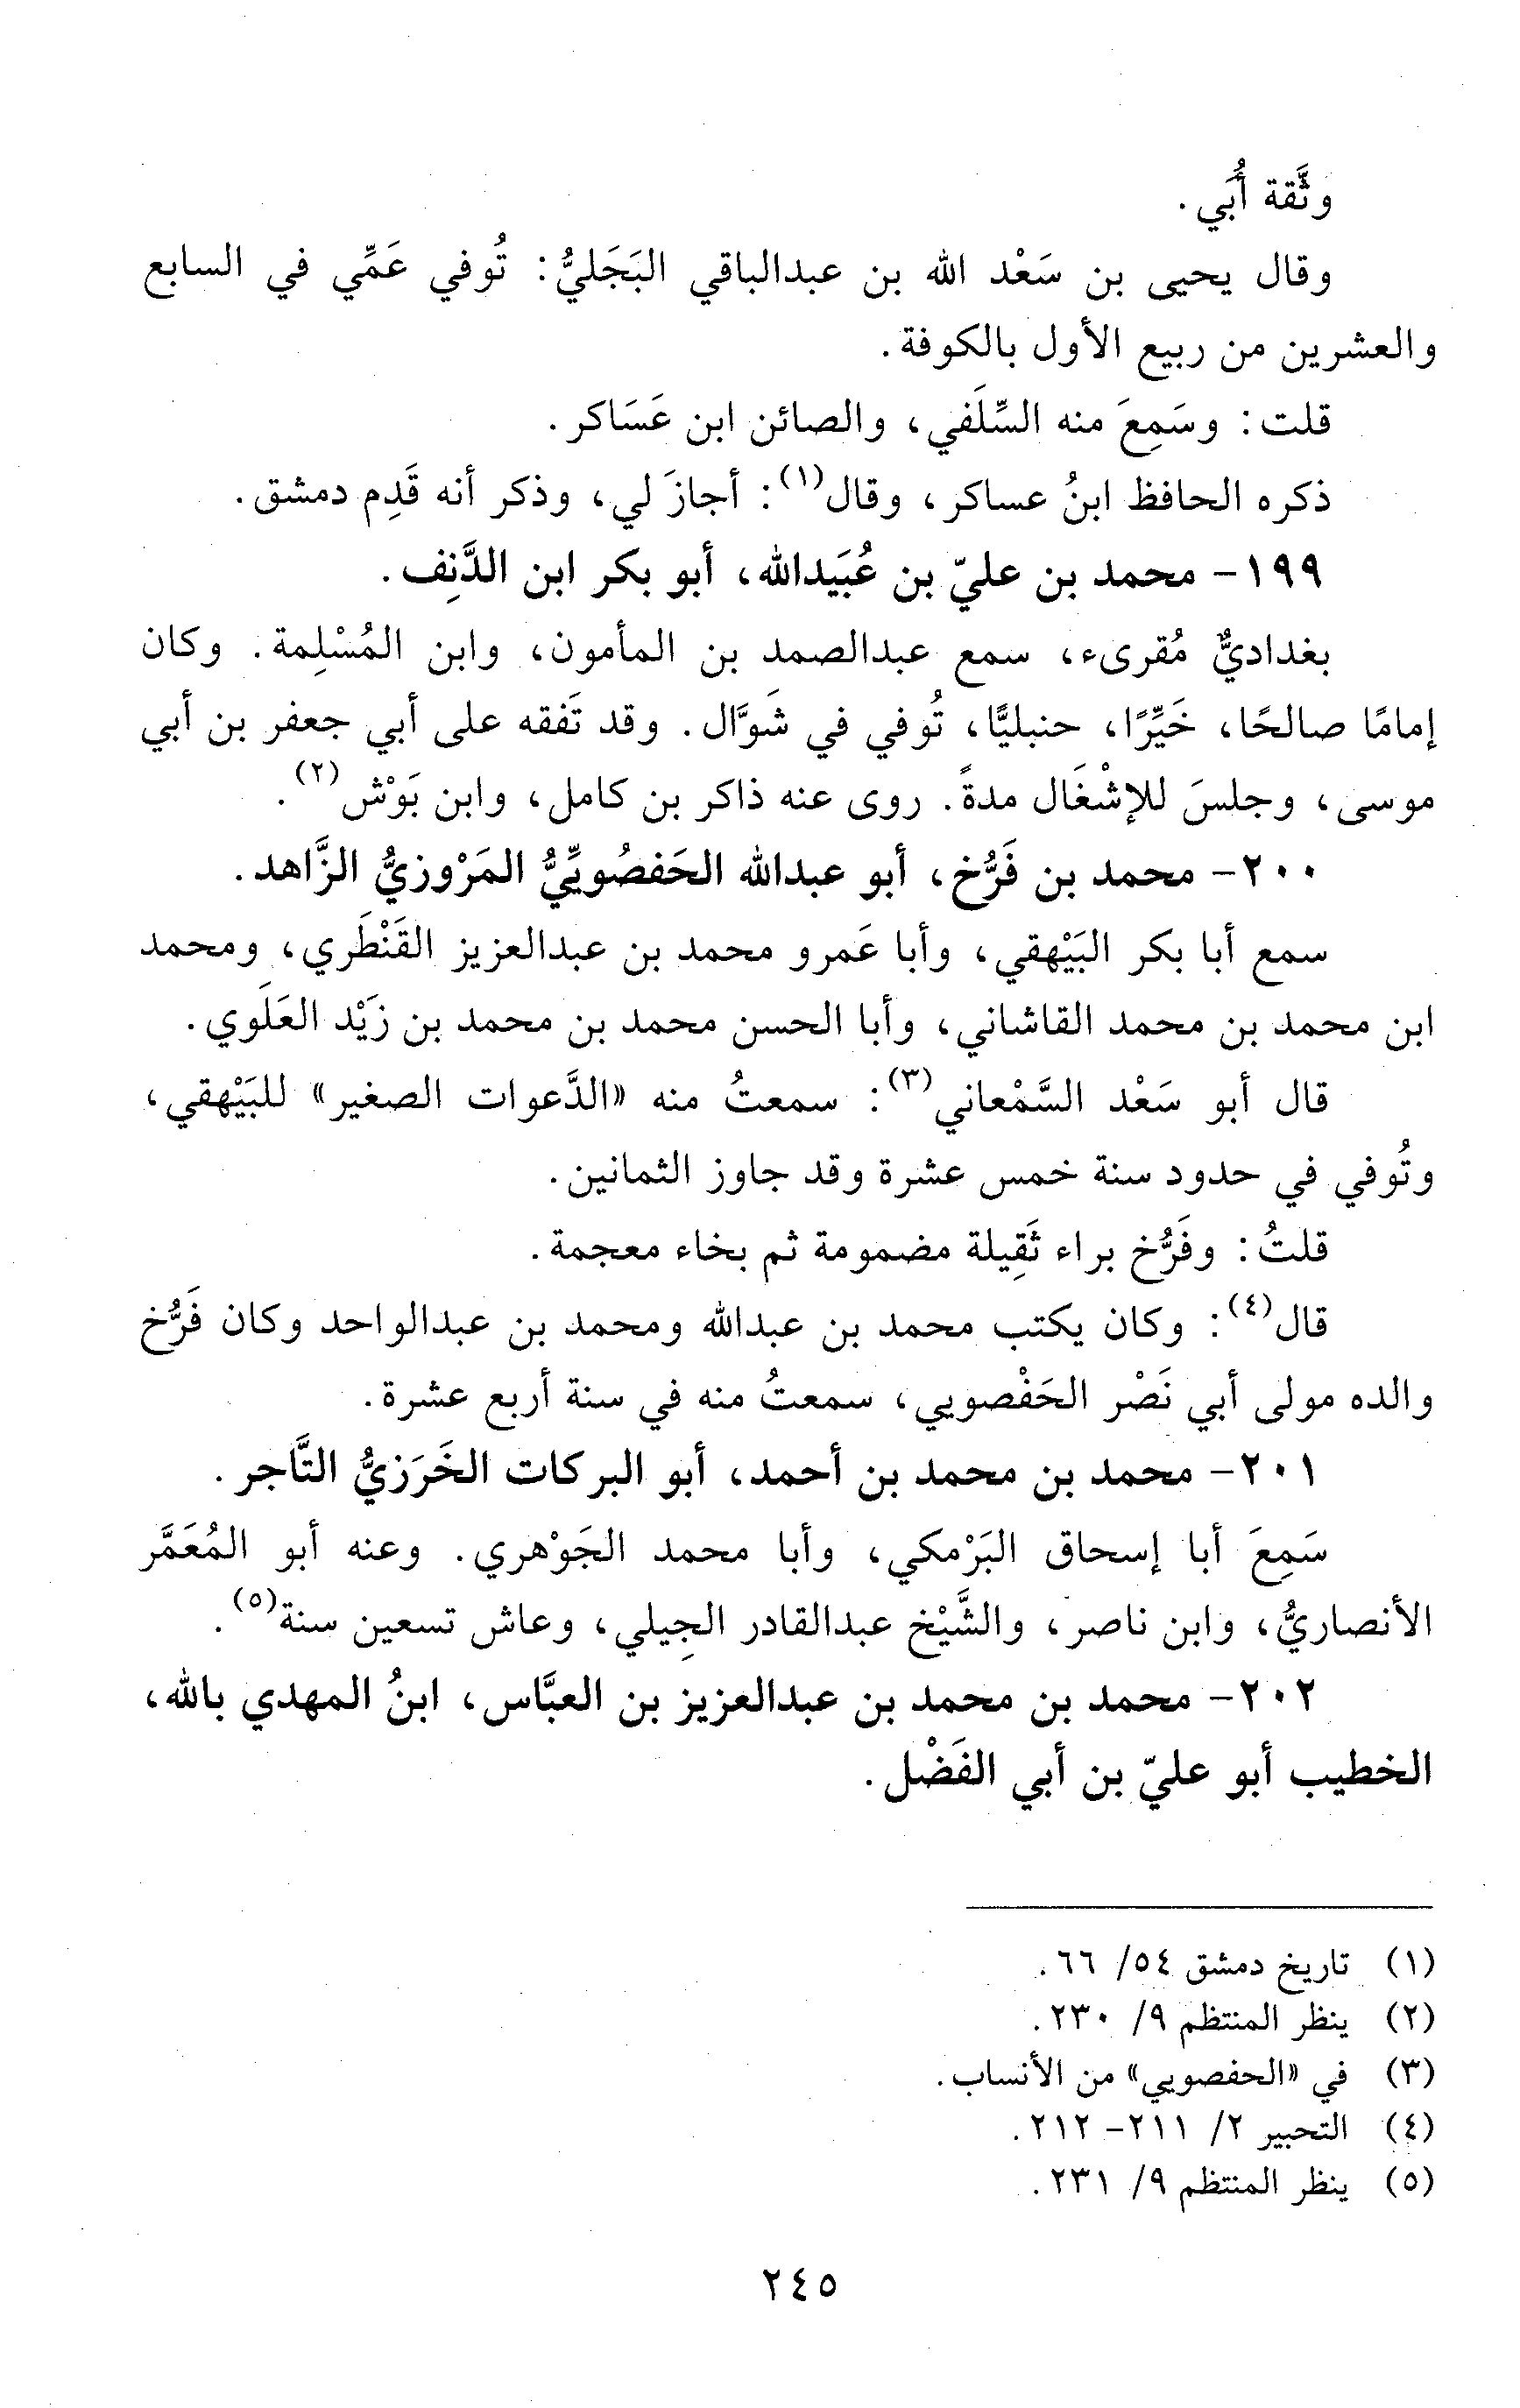 وثَّقة أُبَي.
وقال يحيى بن سَعْد الله بن عبدالباقي البَجَليُّ: تُوفي عَمِّي في السابع
والعشرين من ربيع الأول بالكوفة.
قلت: وسَمِعَ منه السِّلَفي، والصائن ابن عَسَاكر.
ذكره الحافظ ابنُ عساكر، وقال(١): أجازَ لي، وذكر أنه قَدِم دمشق.
١٩٩- محمد بن عليّ بن عُبَيدالله، أبو بكر ابن الدَّنِف.
بغداديٌّ مُقرىء، سمع عبدالصمد بن المأمون، وابن المُسْلِمة. وكان
إمامًا صالحًا، خَيِّرًا، حنبليًّا، تُوفي في شَوَّال. وقد تَفقه على أبي جعفر بن أبي
موسى، وجلسَ للإشْغَال مدةً. روى عنه ذاكر بن كامل، وابن بَوْش(٢).
٢٠٠- محمد بن فَرُّخ، أبو عبدالله الحَفصُويِّيُّ المَرْوزيُّ الزَّاهد.
سمع أبا بكر البَيْهقي، وأبا عَمرو محمد بن عبدالعزيز القَنْطَري، ومحمد
ابن محمد بن محمد القاشاني، وأبا الحسن محمد بن محمد بن زَيْد العَلَوي.
قال أبو سَعْد السَّمْعاني(٣): سمعتُ منه «الدَّعوات الصغير» للبَيْهقي،
وتُوفي في حدود سنة خمس عشرة وقد جاوز الثمانين.
قلتُ: وفَرُّخ براء ثَقِيلة مضمومة ثم بخاء معجمة.
قال(٤): وكان يكتب محمد بن عبدالله ومحمد بن عبدالواحد وكان فَرُّخ
والده مولى أبي نَصْر الحَفْصويي، سمعتُ منه في سنة أربع عشرة.
٢٠١- محمد بن محمد بن أحمد، أبو البركات الخَرَزيُّ التَّاجر.
سَمِعَ أبا إسحاق البَرْمكي، وأبا محمد الجَوْهري. وعنه أبو المُعَمَّر
الأنصاريُّ، وابن ناصر، والشَّيْخ عبدالقادر الجِيلي، وعاش تسعين سنة(٥).
٢٠٢- محمد بن محمد بن عبدالعزيز بن العبَّاس، ابنُ المهدي بالله،
الخطيب أبو عليّ بن أبي الفَضْل.
(١) تاريخ دمشق ٥٤/ ٦٦.
(٢) ينظر المنتظم ٩/ ٢٣٠.
(٣) في «الحفصويي» من الأنساب.
(٤) التحبير ٢/ ٢١١- ٢١٢.
(٥) ينظر المنتظم ٩/ ٢٣١.
٢٤٥